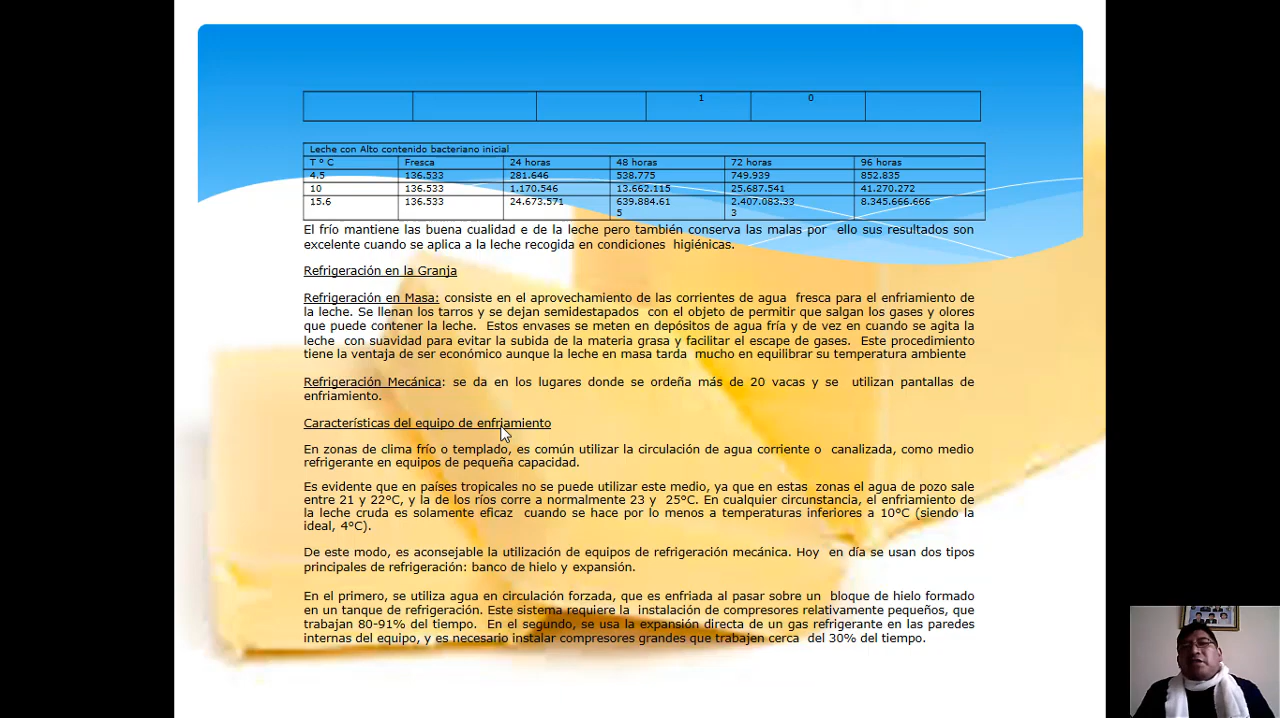 1 0
Leche con Alto contenido bacteriano inicial
T º C Fresca 24 horas 48 horas 72 horas 96 horas
4.5 136.533 281.646 538.775 749.939 852.835
10 136.533 1.170.546 13.662.115 25.687.541 41.270.272
15.6 136.533 24.673.571 639.884.61 2.407.083.33 8.345.666.666
5 3
El frío mantiene las buena cualidad e de la leche pero también conserva las malas por ello sus resultados son
excelente cuando se aplica a la leche recogida en condiciones higiénicas.
Refrigeración en la Granja
Refrigeración en Masa: consiste en el aprovechamiento de las corrientes de agua fresca para el enfriamiento de
la leche. Se llenan los tarros y se dejan semidestapados con el objeto de permitir que salgan los gases y olores
que puede contener la leche. Estos envases se meten en depósitos de agua fría y de vez en cuando se agita la
leche con suavidad para evitar la subida de la materia grasa y facilitar el escape de gases. Este procedimiento
tiene la ventaja de ser económico aunque la leche en masa tarda mucho en equilibrar su temperatura ambiente
Refrigeración Mecánica: se da en los lugares donde se ordeña más de 20 vacas y se utilizan pantallas de
enfriamiento.
Características del equipo de enfriamiento
En zonas de clima frío o templado, es común utilizar la circulación de agua corriente o canalizada, como medio
refrigerante en equipos de pequeña capacidad.
Es evidente que en países tropicales no se puede utilizar este medio, ya que en estas zonas el agua de pozo sale
entre 21 y 22°C, y la de los ríos corre a normalmente 23 y 25°C. En cualquier circunstancia, el enfriamiento de
la leche cruda es solamente eficaz cuando se hace por lo menos a temperaturas inferiores a 10°C (siendo la
ideal, 4°C).
De este modo, es aconsejable la utilización de equipos de refrigeración mecánica. Hoy en día se usan dos tipos
principales de refrigeración: banco de hielo y expansión.
En el primero, se utiliza agua en circulación forzada, que es enfriada al pasar sobre un bloque de hielo formado
en un tanque de refrigeración. Este sistema requiere la instalación de compresores relativamente pequeños, que
trabajan 80-91% del tiempo. En el segundo, se usa la expansión directa de un gas refrigerante en las paredes
internas del equipo, y es necesario instalar compresores grandes que trabajen cerca del 30% del tiempo.